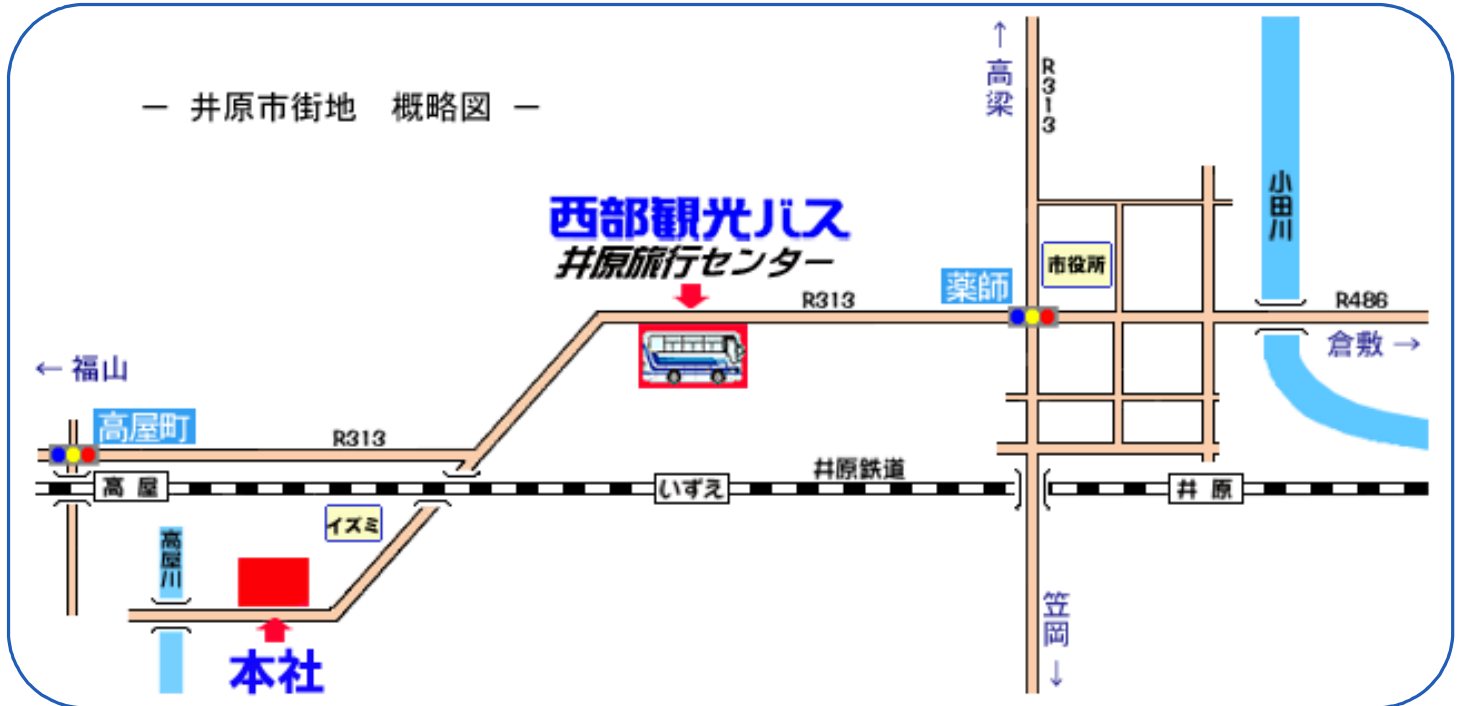 ― 井原市街地　概略図 ―
↑
高梁
R313
小田川
西部観光バス
井原旅行センター
市役所
薬師
R313
R486
倉敷 →
← 福山
高屋町
R313
井原鉄道
高屋
いずえ
井原
イズミ
高屋川
本社
笠岡
↓